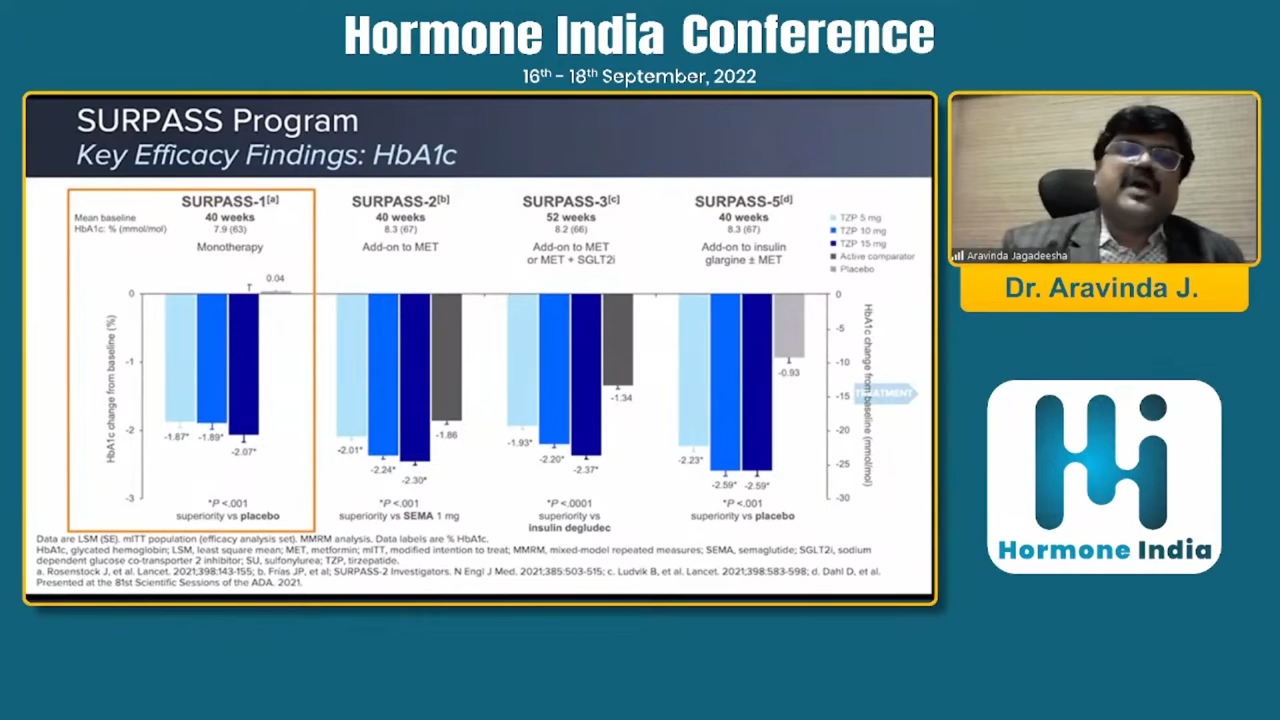 Hormone India Conference
16th - 18th September, 2022
SURPASS Program
Key Efficacy Findings: HbA1c
Mean baseline
HbA1c: % (mmol/mol)
SURPASS-1[a]
40 weeks
7.9 (63)
Monotherapy
SURPASS-2[b]
40 weeks
8.3 (67)
Add-on to MET
SURPASS-3[c]
52 weeks
8.2 (66)
Add-on to MET
or MET + SGLT2i
SURPASS-5[d]
40 weeks
8.3 (67)
Add-on to insulin
glargine ± MET
TZP 5 mg
TZP 10 mg
TZP 15 mg
Active comparator
Placebo
HbA1c change from baseline (%)
0
-1
-2
-3
0.04
-1.87*
-1.89*
-2.07*
-2.01*
-2.24*
-2.30*
-1.86
-1.93*
-2.20*
-2.37*
-1.34
-2.23*
-2.59*
-2.59*
-0.93
0
-5
-10
-15
-20
-25
-30
HbA1c change from baseline (mmol/mol)
TREATMENT
*P <.001
superiority vs placebo
*P <.001
superiority vs SEMA 1 mg
*P <.0001
superiority vs
insulin degludec
*P <.001
superiority vs placebo
Data are LSM (SE). mITT population (efficacy analysis set). MMRM analysis. Data labels are % HbA1c.
HbA1c, glycated hemoglobin; LSM, least square mean; MET, metformin; mITT, modified intention to treat; MMRM, mixed-model repeated measures; SEMA, semaglutide; SGLT2i, sodium
dependent glucose co-transporter 2 inhibitor; SU, sulfonylurea; TZP, tirzepatide.
a. Rosenstock J, et al. Lancet. 2021;398:143-155; b. Frías JP, et al; SURPASS-2 Investigators. N Engl J Med. 2021;385:503-515; c. Ludvik B, et al. Lancet. 2021;398:583-598; d. Dahl D, et al.
Presented at the 81st Scientific Sessions of the ADA. 2021.
Aravinda Jagadeesha
Dr. Aravinda J.
Hormone India